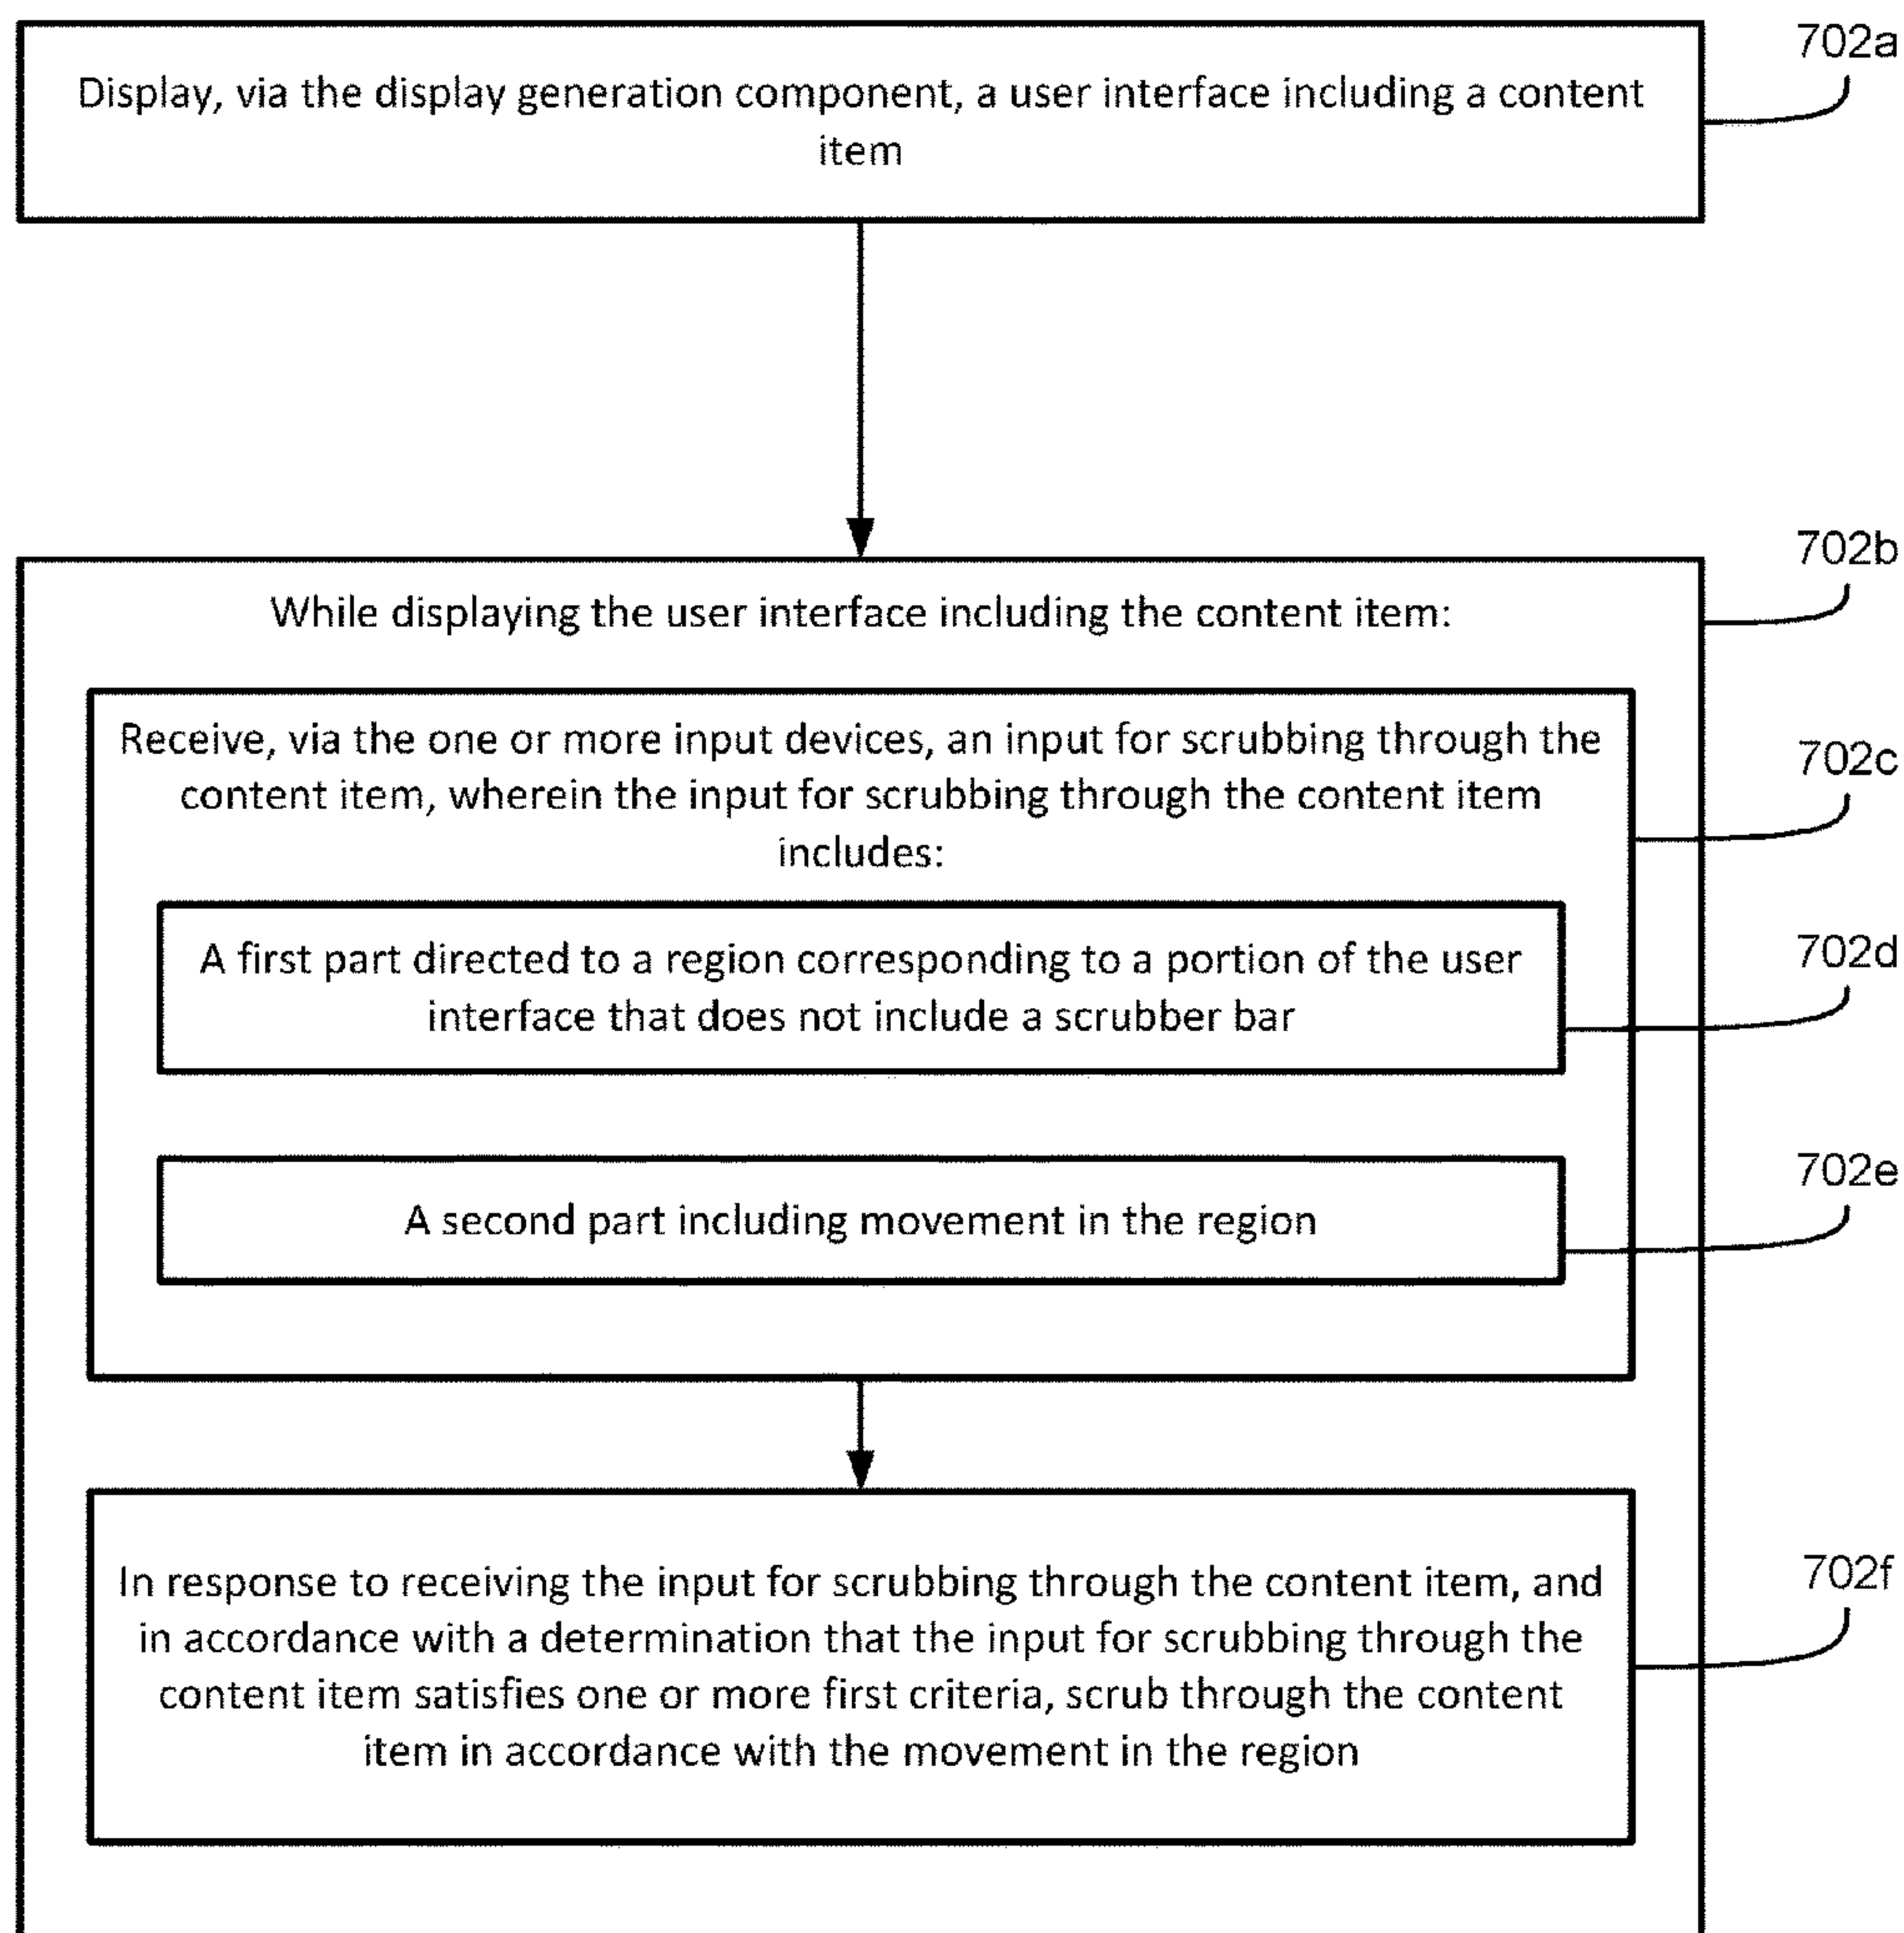 702a
Display, via the display generation component, a user interface including a content
item
702b
While displaying the user interface including the content item:
Receive, via the one or more input devices, an input for scrubbing through the
content item, wherein the input for scrubbing through the content item
includes:
702c
A first part directed to a region corresponding to a portion of the user
interface that does not include a scrubber bar
702d
A second part including movement in the region
702e
In response to receiving the input for scrubbing through the content item, and
in accordance with a determination that the input for scrubbing through the
content item satisfies one or more first criteria, scrub through the content
item in accordance with the movement in the region
702f